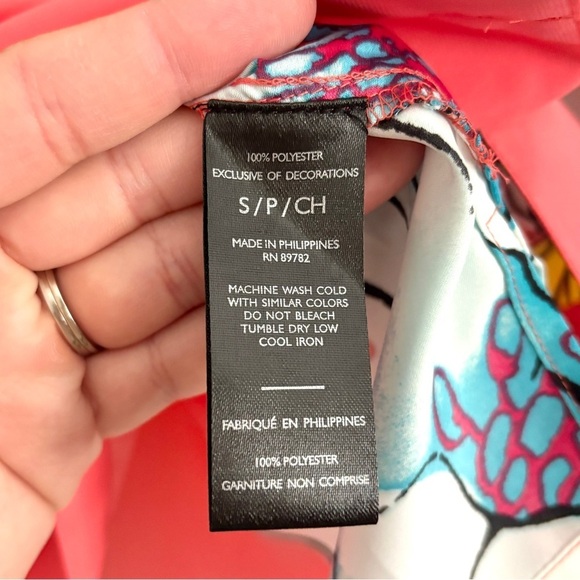 100% POLYESTER
EXCLUSIVE OF DECORATIONS
S/P/CH
MADE IN PHILIPPINES
RN 89782
MACHINE WASH COLD
WITH SIMILAR COLORS
DO NOT BLEACH
TUMBLE DRY LOW
COOL IRON
FABRIQUÉ EN PHILIPPINES
100% POLYESTER
GARNITURE NON COMPRISE